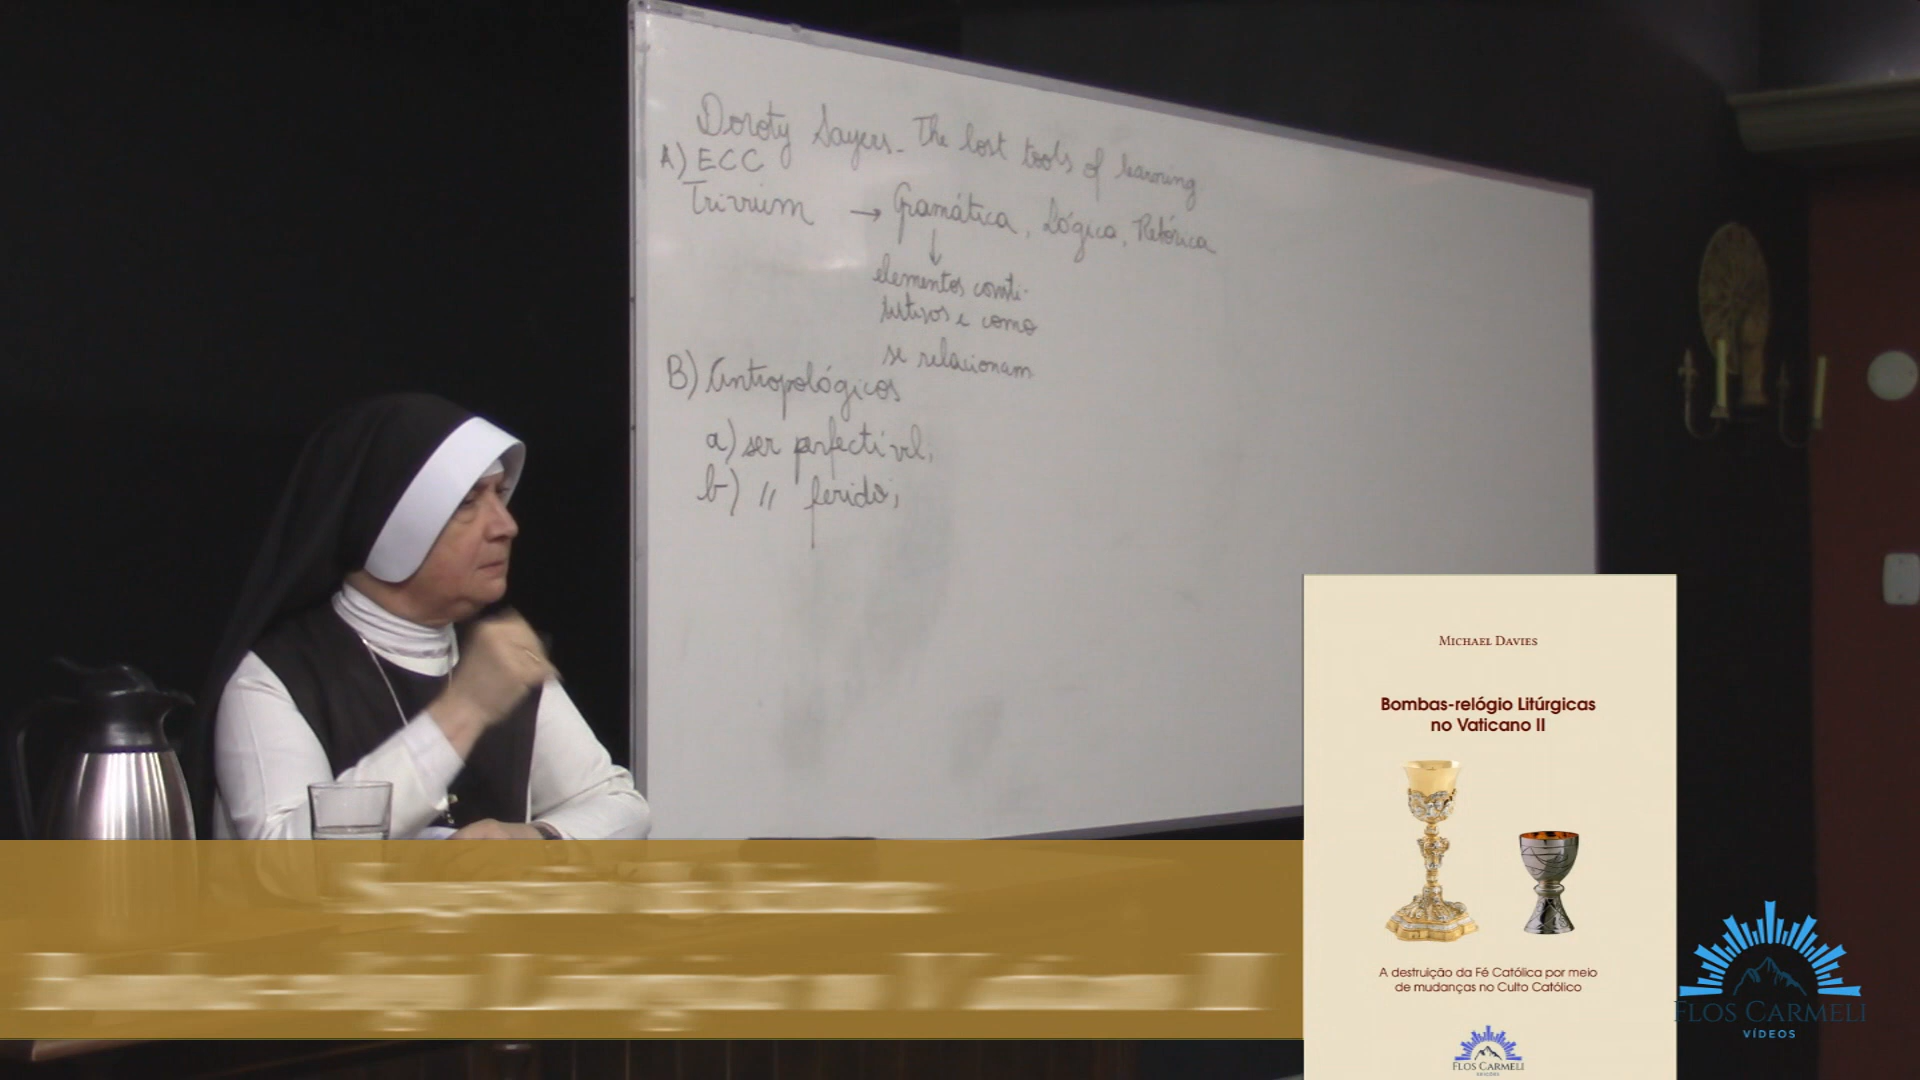 Doroty Sayers - The lost tools of learning
A) ECC
Trivium → Gramática, Lógica, Retórica
↓
elementos consti-
tutivos e como
se relacionam
B) Antropológicos
a) ser perfectível,
b) " ferido;
MICHAEL DAVIES
Bombas-relógio Litúrgicas
no Vaticano II
A destruição da Fé Católica por meio
de mudanças no Culto Católico
FLOS CARMELI
EDIÇÕES
FLOS CARMELI
VÍDEOS